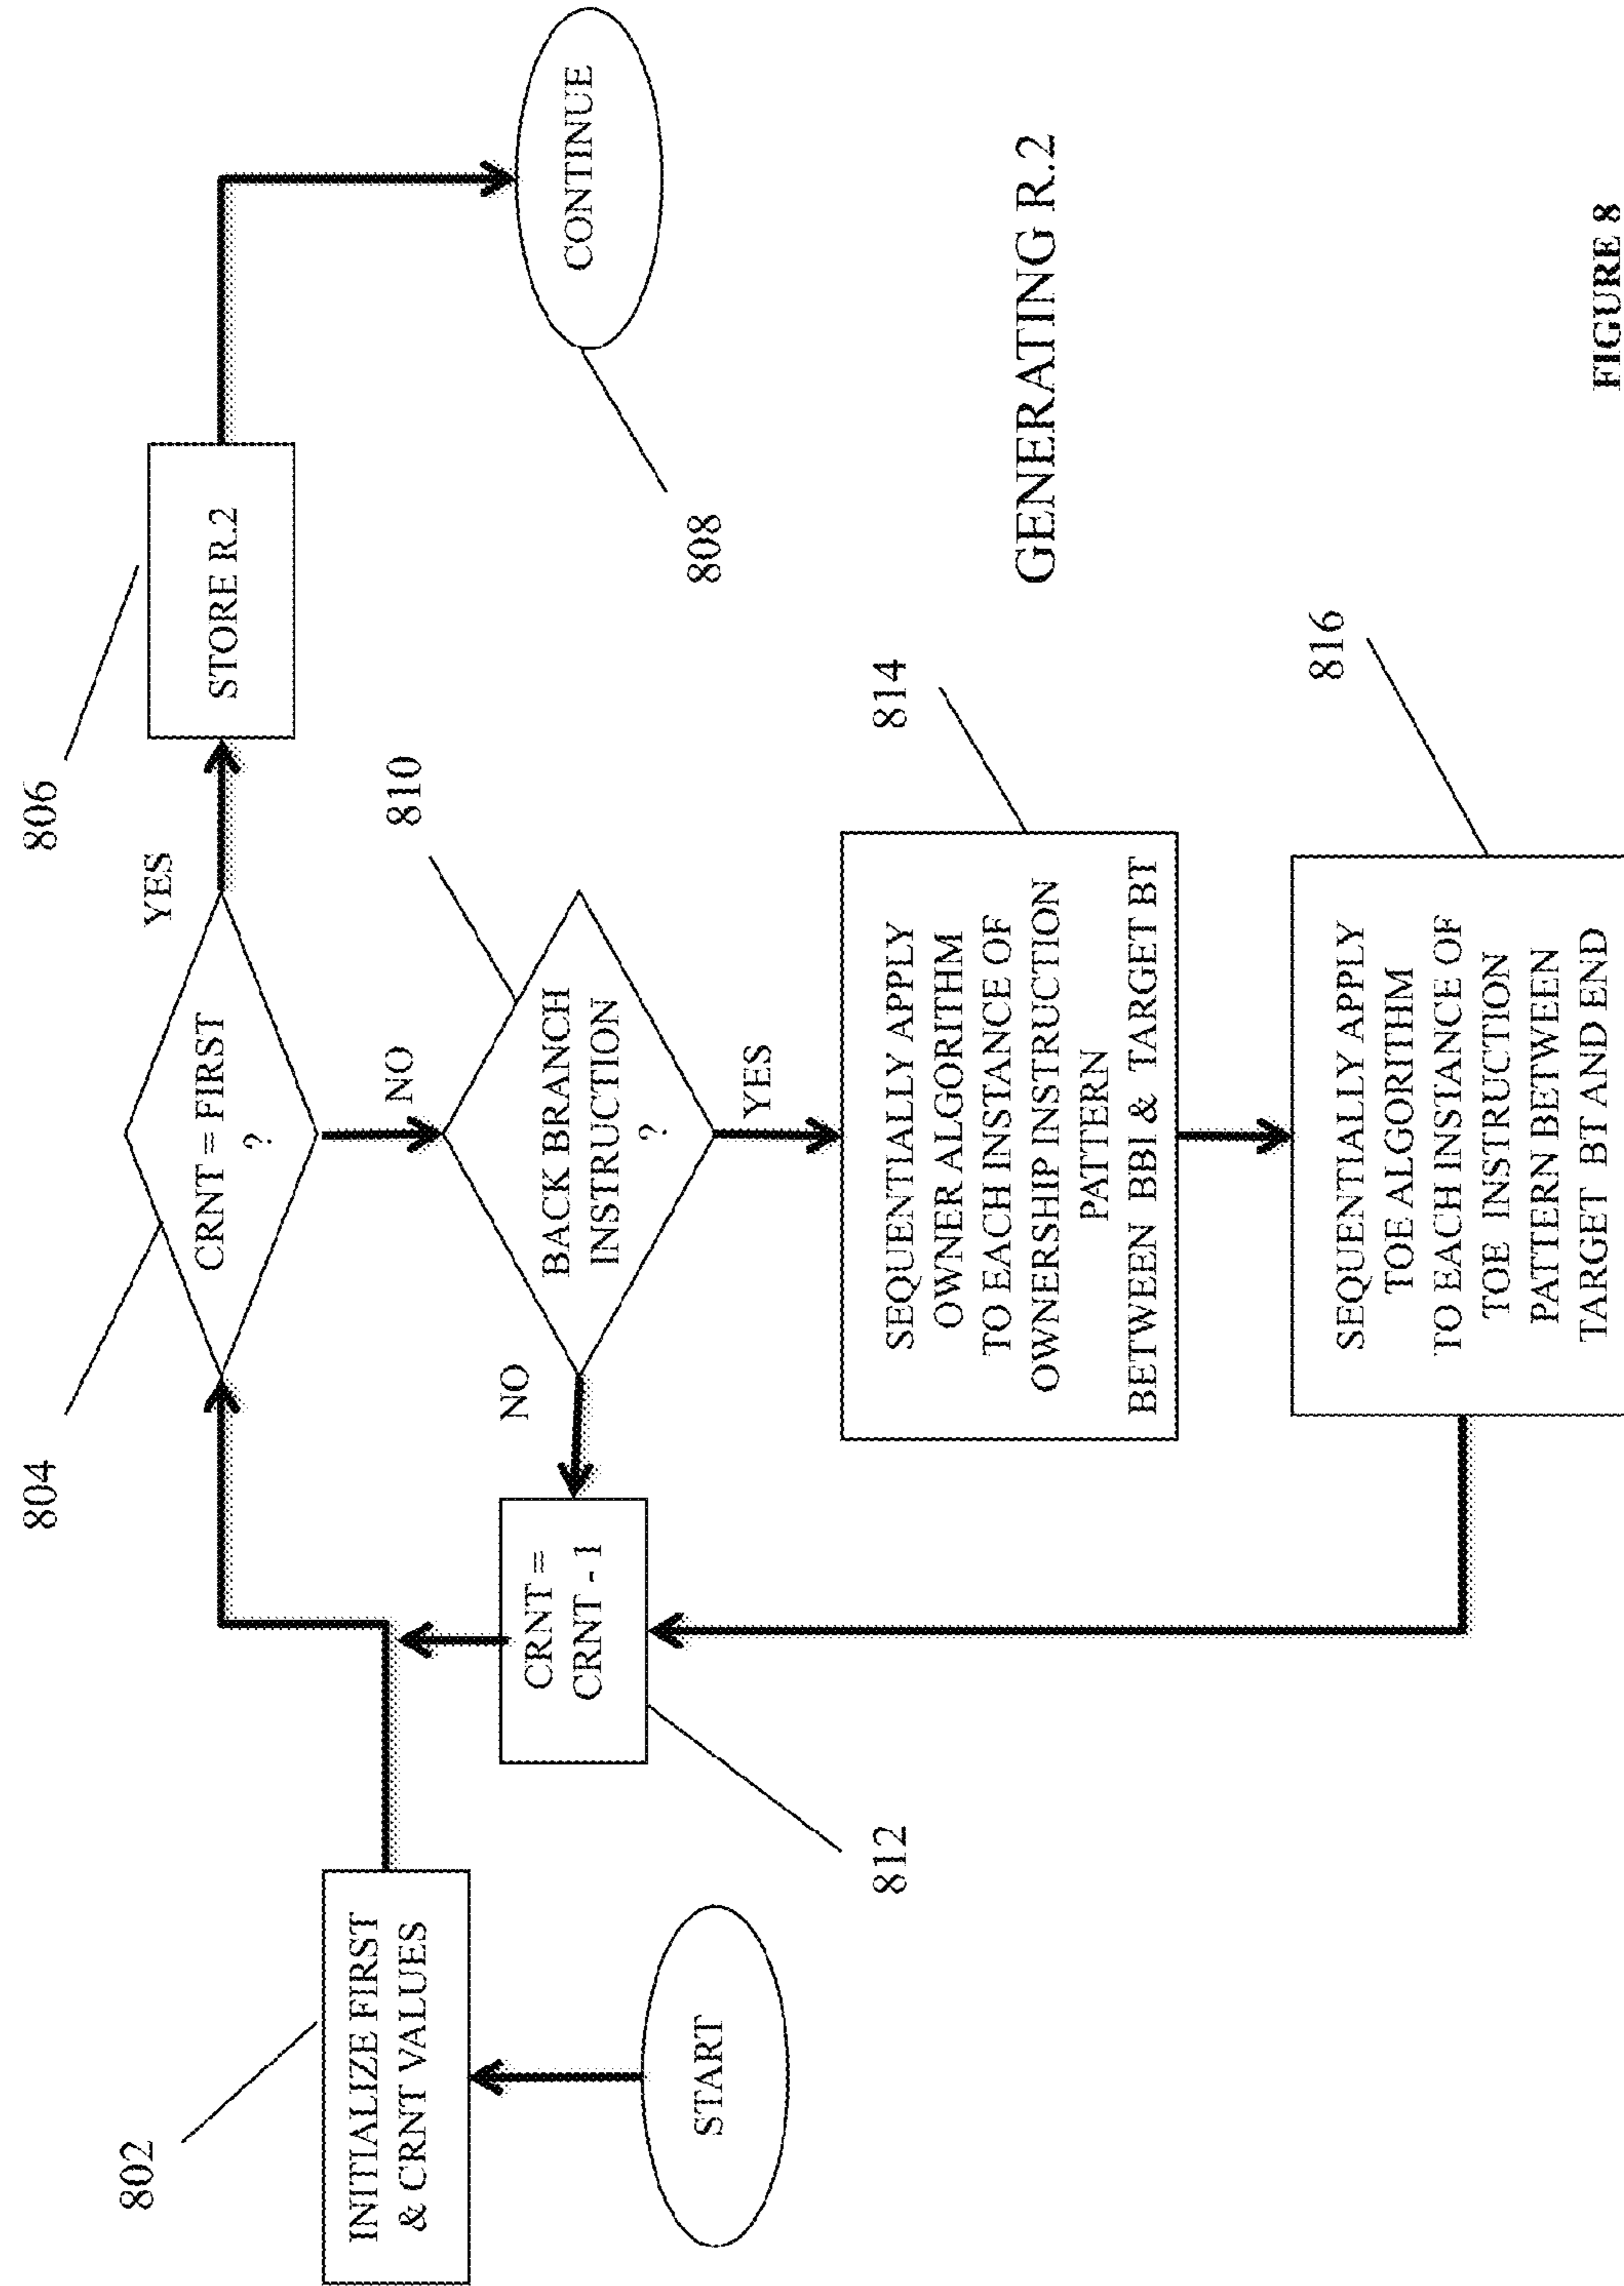 802
INITIALIZE FIRST
& CRNT VALUES
START
804
CRNT = FIRST
?
YES
806
STORE R.2
CONTINUE
808
NO
810
BACK BRANCH
INSTRUCTION
?
NO
CRNT =
CRNT - 1
812
YES
814
SEQUENTIALLY APPLY
OWNER ALGORITHM
TO EACH INSTANCE OF
OWNERSHIP INSTRUCTION
PATTERN
BETWEEN BBI & TARGET BT
816
SEQUENTIALLY APPLY
TOE ALGORITHM
TO EACH INSTANCE OF
TOE INSTRUCTION
PATTERN BETWEEN
TARGET BT AND END
GENERATING R.2
FIGURE 8